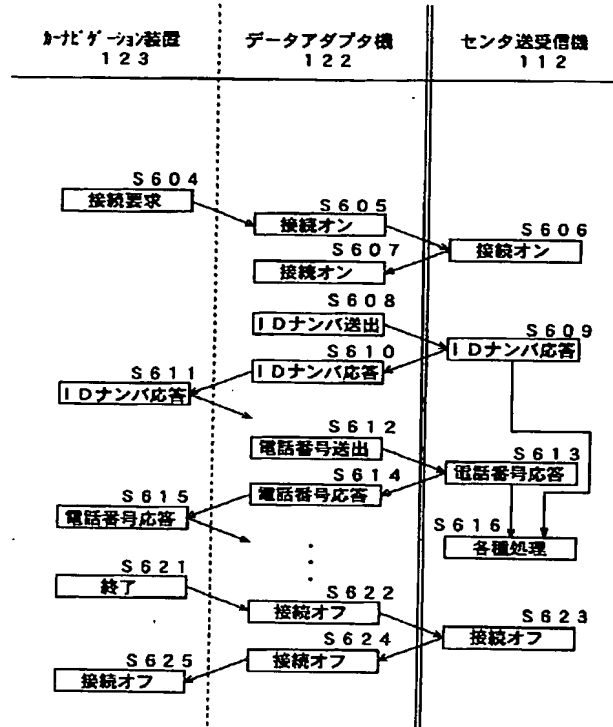 カーナビゲーション装置 データアダプタ機 センタ送受信機
123 122 112
S604
接続要求
S605
接続オン
S606
接続オン
S607
接続オン
S608
IDナンバ送出
S609
IDナンバ応答
S610
IDナンバ応答
S611
IDナンバ応答
S612
電話番号送出
S613
電話番号応答
S614
電話番号応答
S615
電話番号応答
S616
各種処理
S621
終了
S622
接続オフ
S623
接続オフ
S624
接続オフ
S625
接続オフ